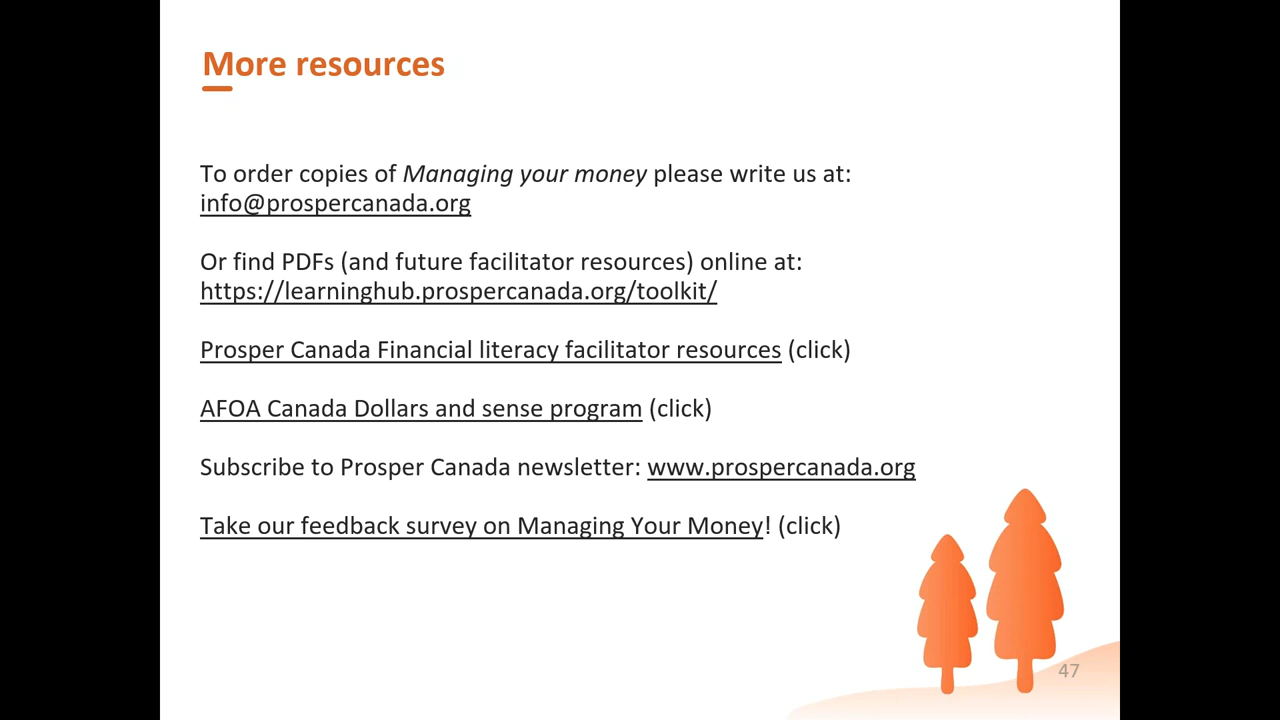 More resources
To order copies of Managing your money please write us at:
info@prospercanada.org
Or find PDFs (and future facilitator resources) online at:
https://learninghub.prospercanada.org/toolkit/
Prosper Canada Financial literacy facilitator resources (click)
AFOA Canada Dollars and sense program (click)
Subscribe to Prosper Canada newsletter: www.prospercanada.org
Take our feedback survey on Managing Your Money! (click)
47